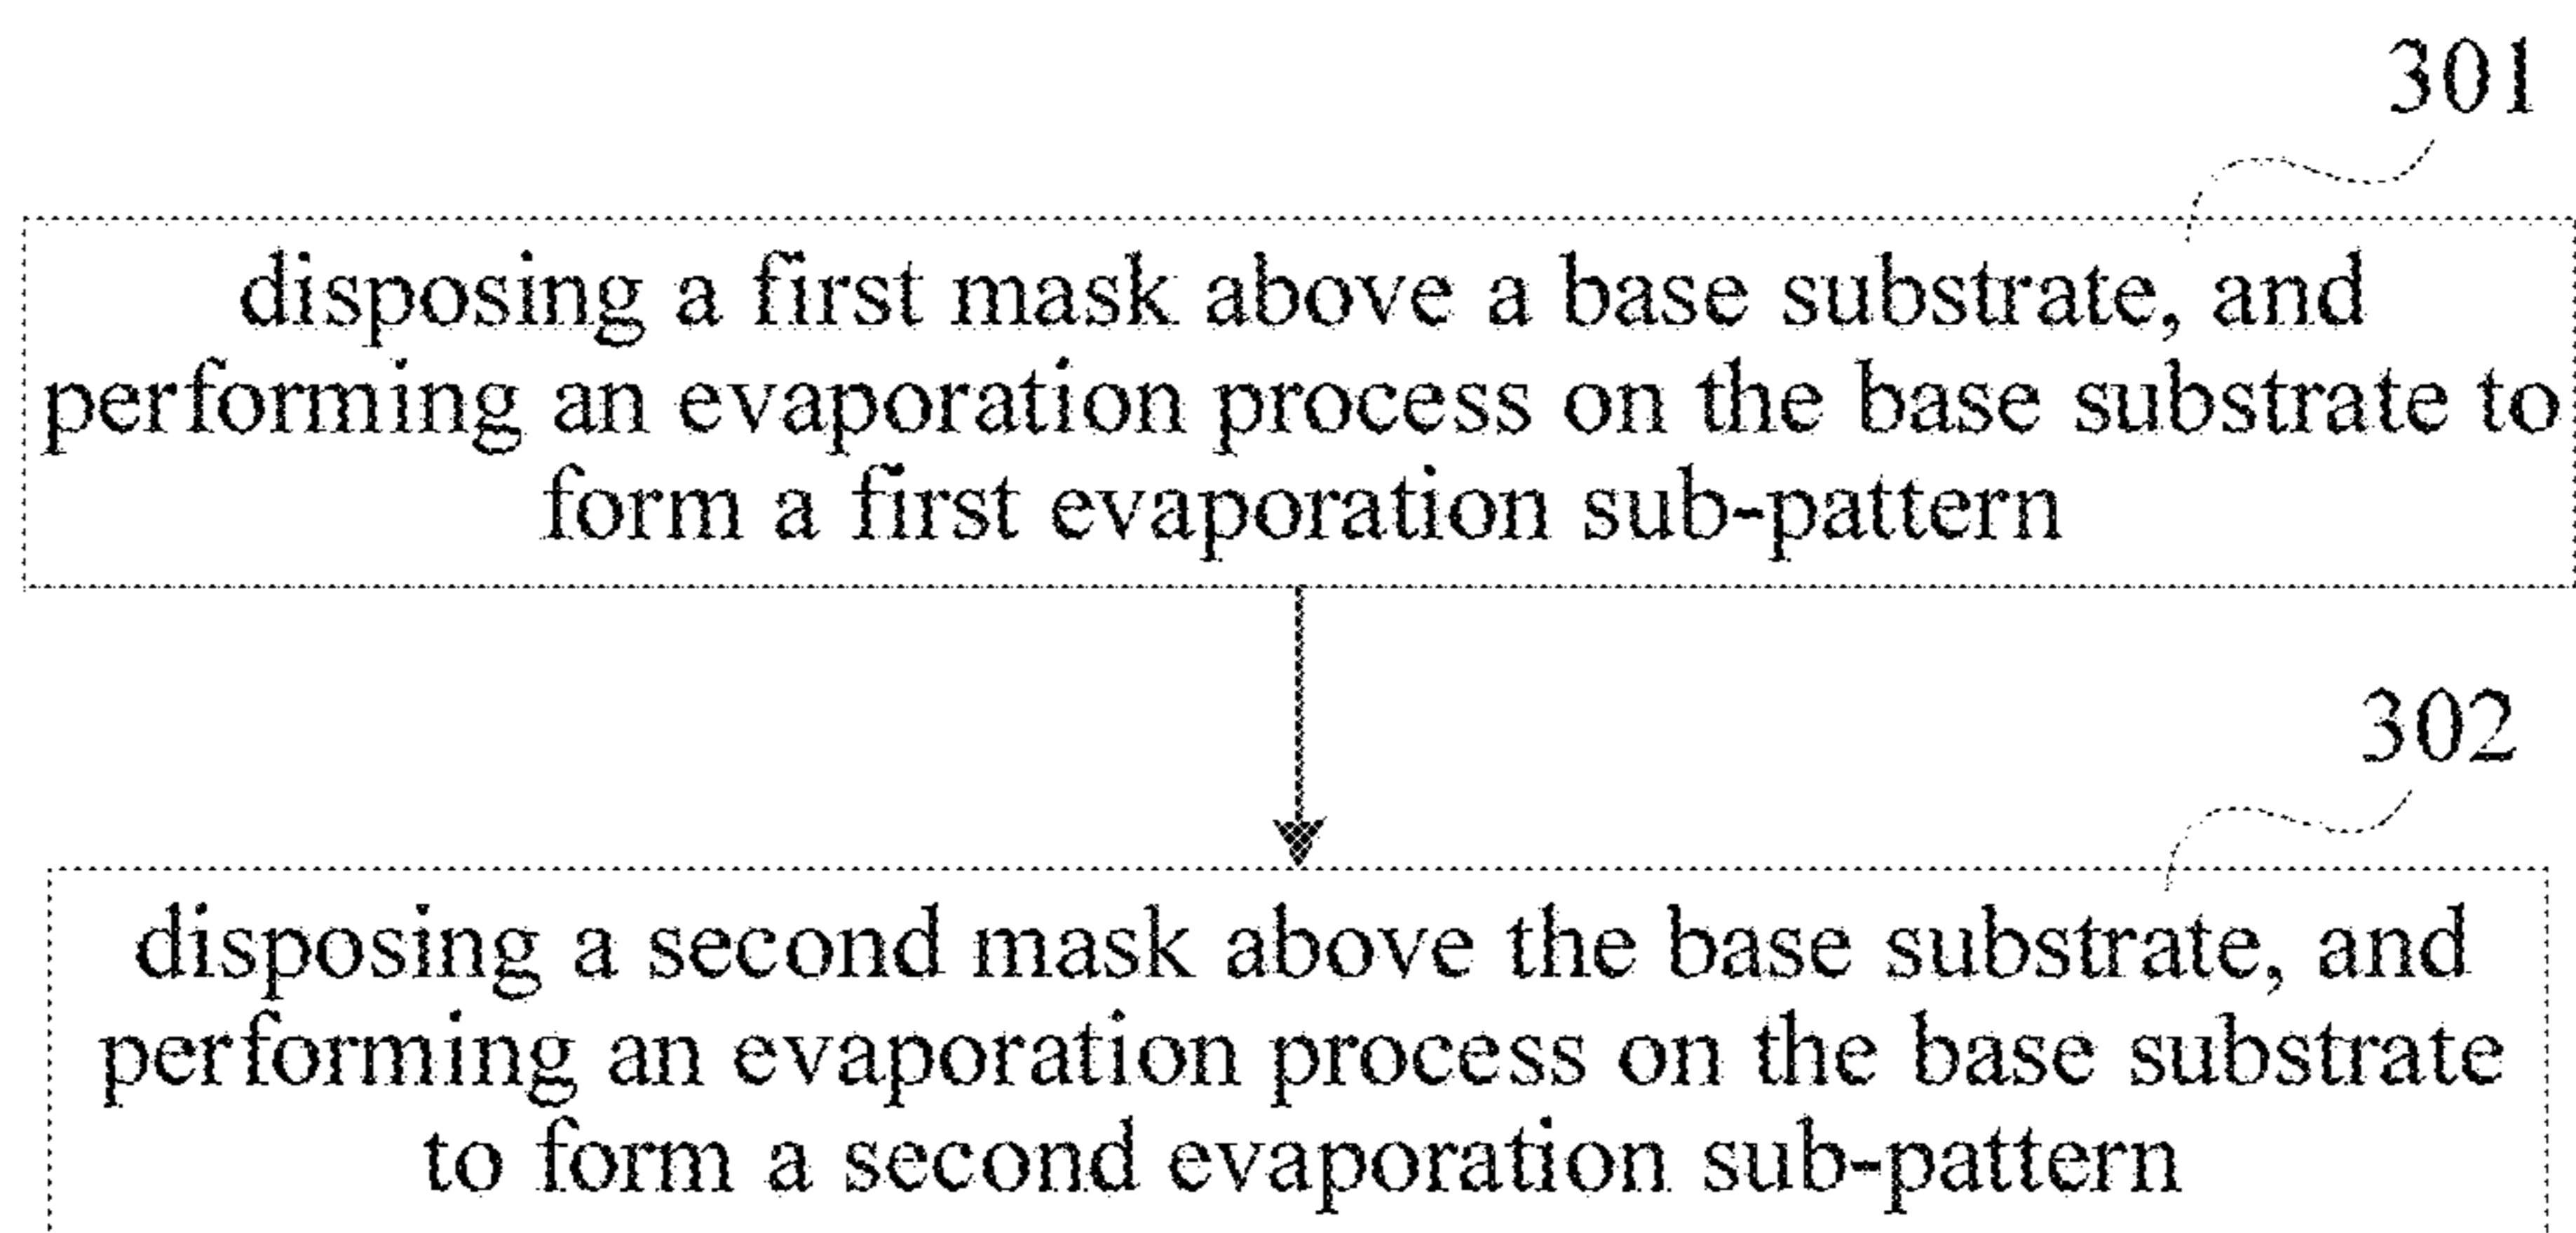 301
disposing a first mask above a base substrate, and
performing an evaporation process on the base substrate to
form a first evaporation sub-pattern
302
disposing a second mask above the base substrate, and
performing an evaporation process on the base substrate
to form a second evaporation sub-pattern